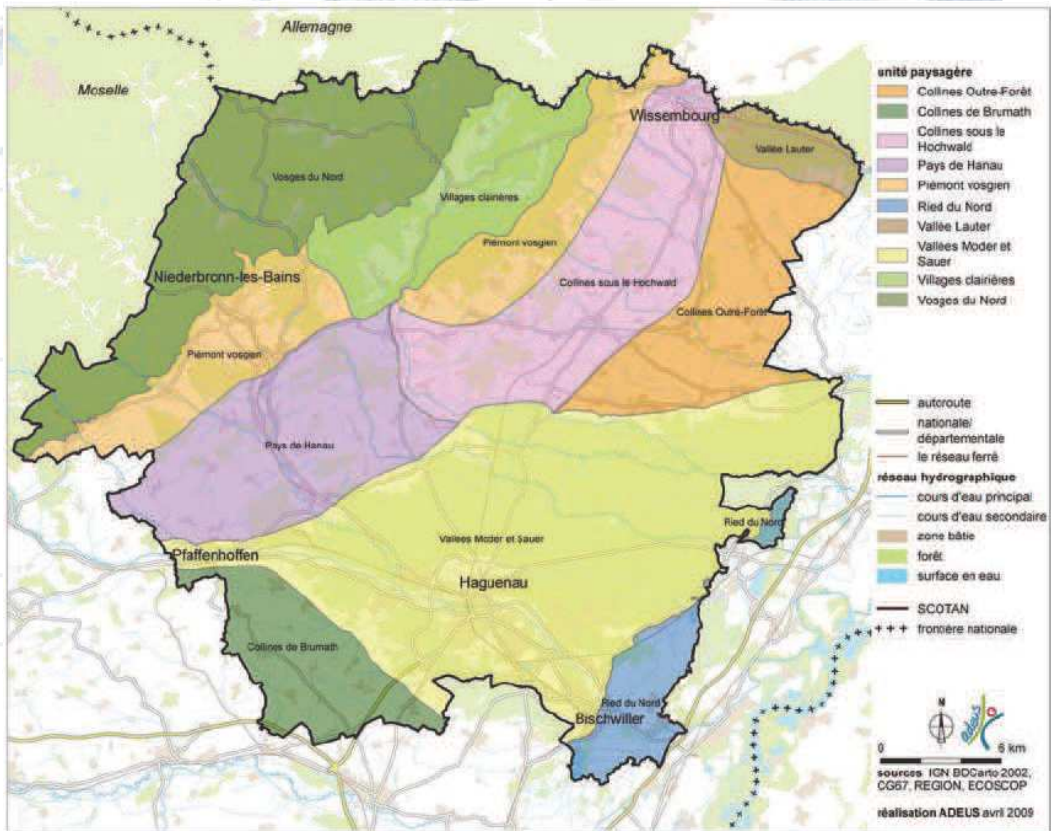 Allemagne
Moselle
Wissembourg
Vallée Lauter
Vosges du Nord
Villages clairières
Piémont vosgien
Niederbronn-les-Bains
Collines sous le Hochwald
Collines Outre-Forêt
Piémont vosgien
Pays de Hanau
Ried du Nord
Vallées Moder et Sauer
Pfaffenhoffen
Haguenau
Collines de Brumath
Ried du Nord
Bischwiller
unité paysagère
Collines Outre-Forêt
Collines de Brumath
Collines sous le
Hochwald
Pays de Hanau
Piémont vosgien
Ried du Nord
Vallée Lauter
Vallées Moder et
Sauer
Villages clairières
Vosges du Nord
autoroute
nationale/
départementale
le réseau ferré
réseau hydrographique
cours d'eau principal
cours d'eau secondaire
zone bâtie
forêt
surface en eau
SCOTAN
frontière nationale
N
adeus
0 6 km
sources IGN BDCarto 2002,
CG67, REGION, ECOSCOP
réalisation ADEUS avril 2009